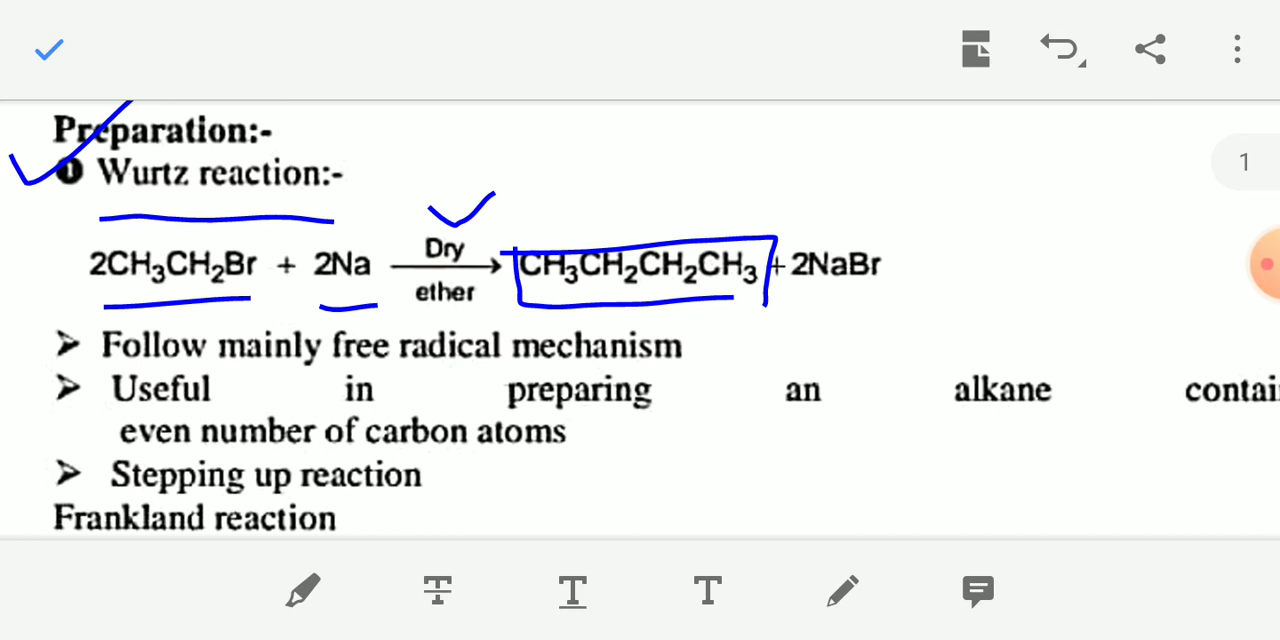 1
Preparation:-
❶ Wurtz reaction:-
2CH₃CH₂Br + 2Na Dry ether → CH₃CH₂CH₂CH₃ + 2NaBr
➤ Follow mainly free radical mechanism
➤ Useful in preparing an alkane contai
even number of carbon atoms
➤ Stepping up reaction
Frankland reaction
T T T